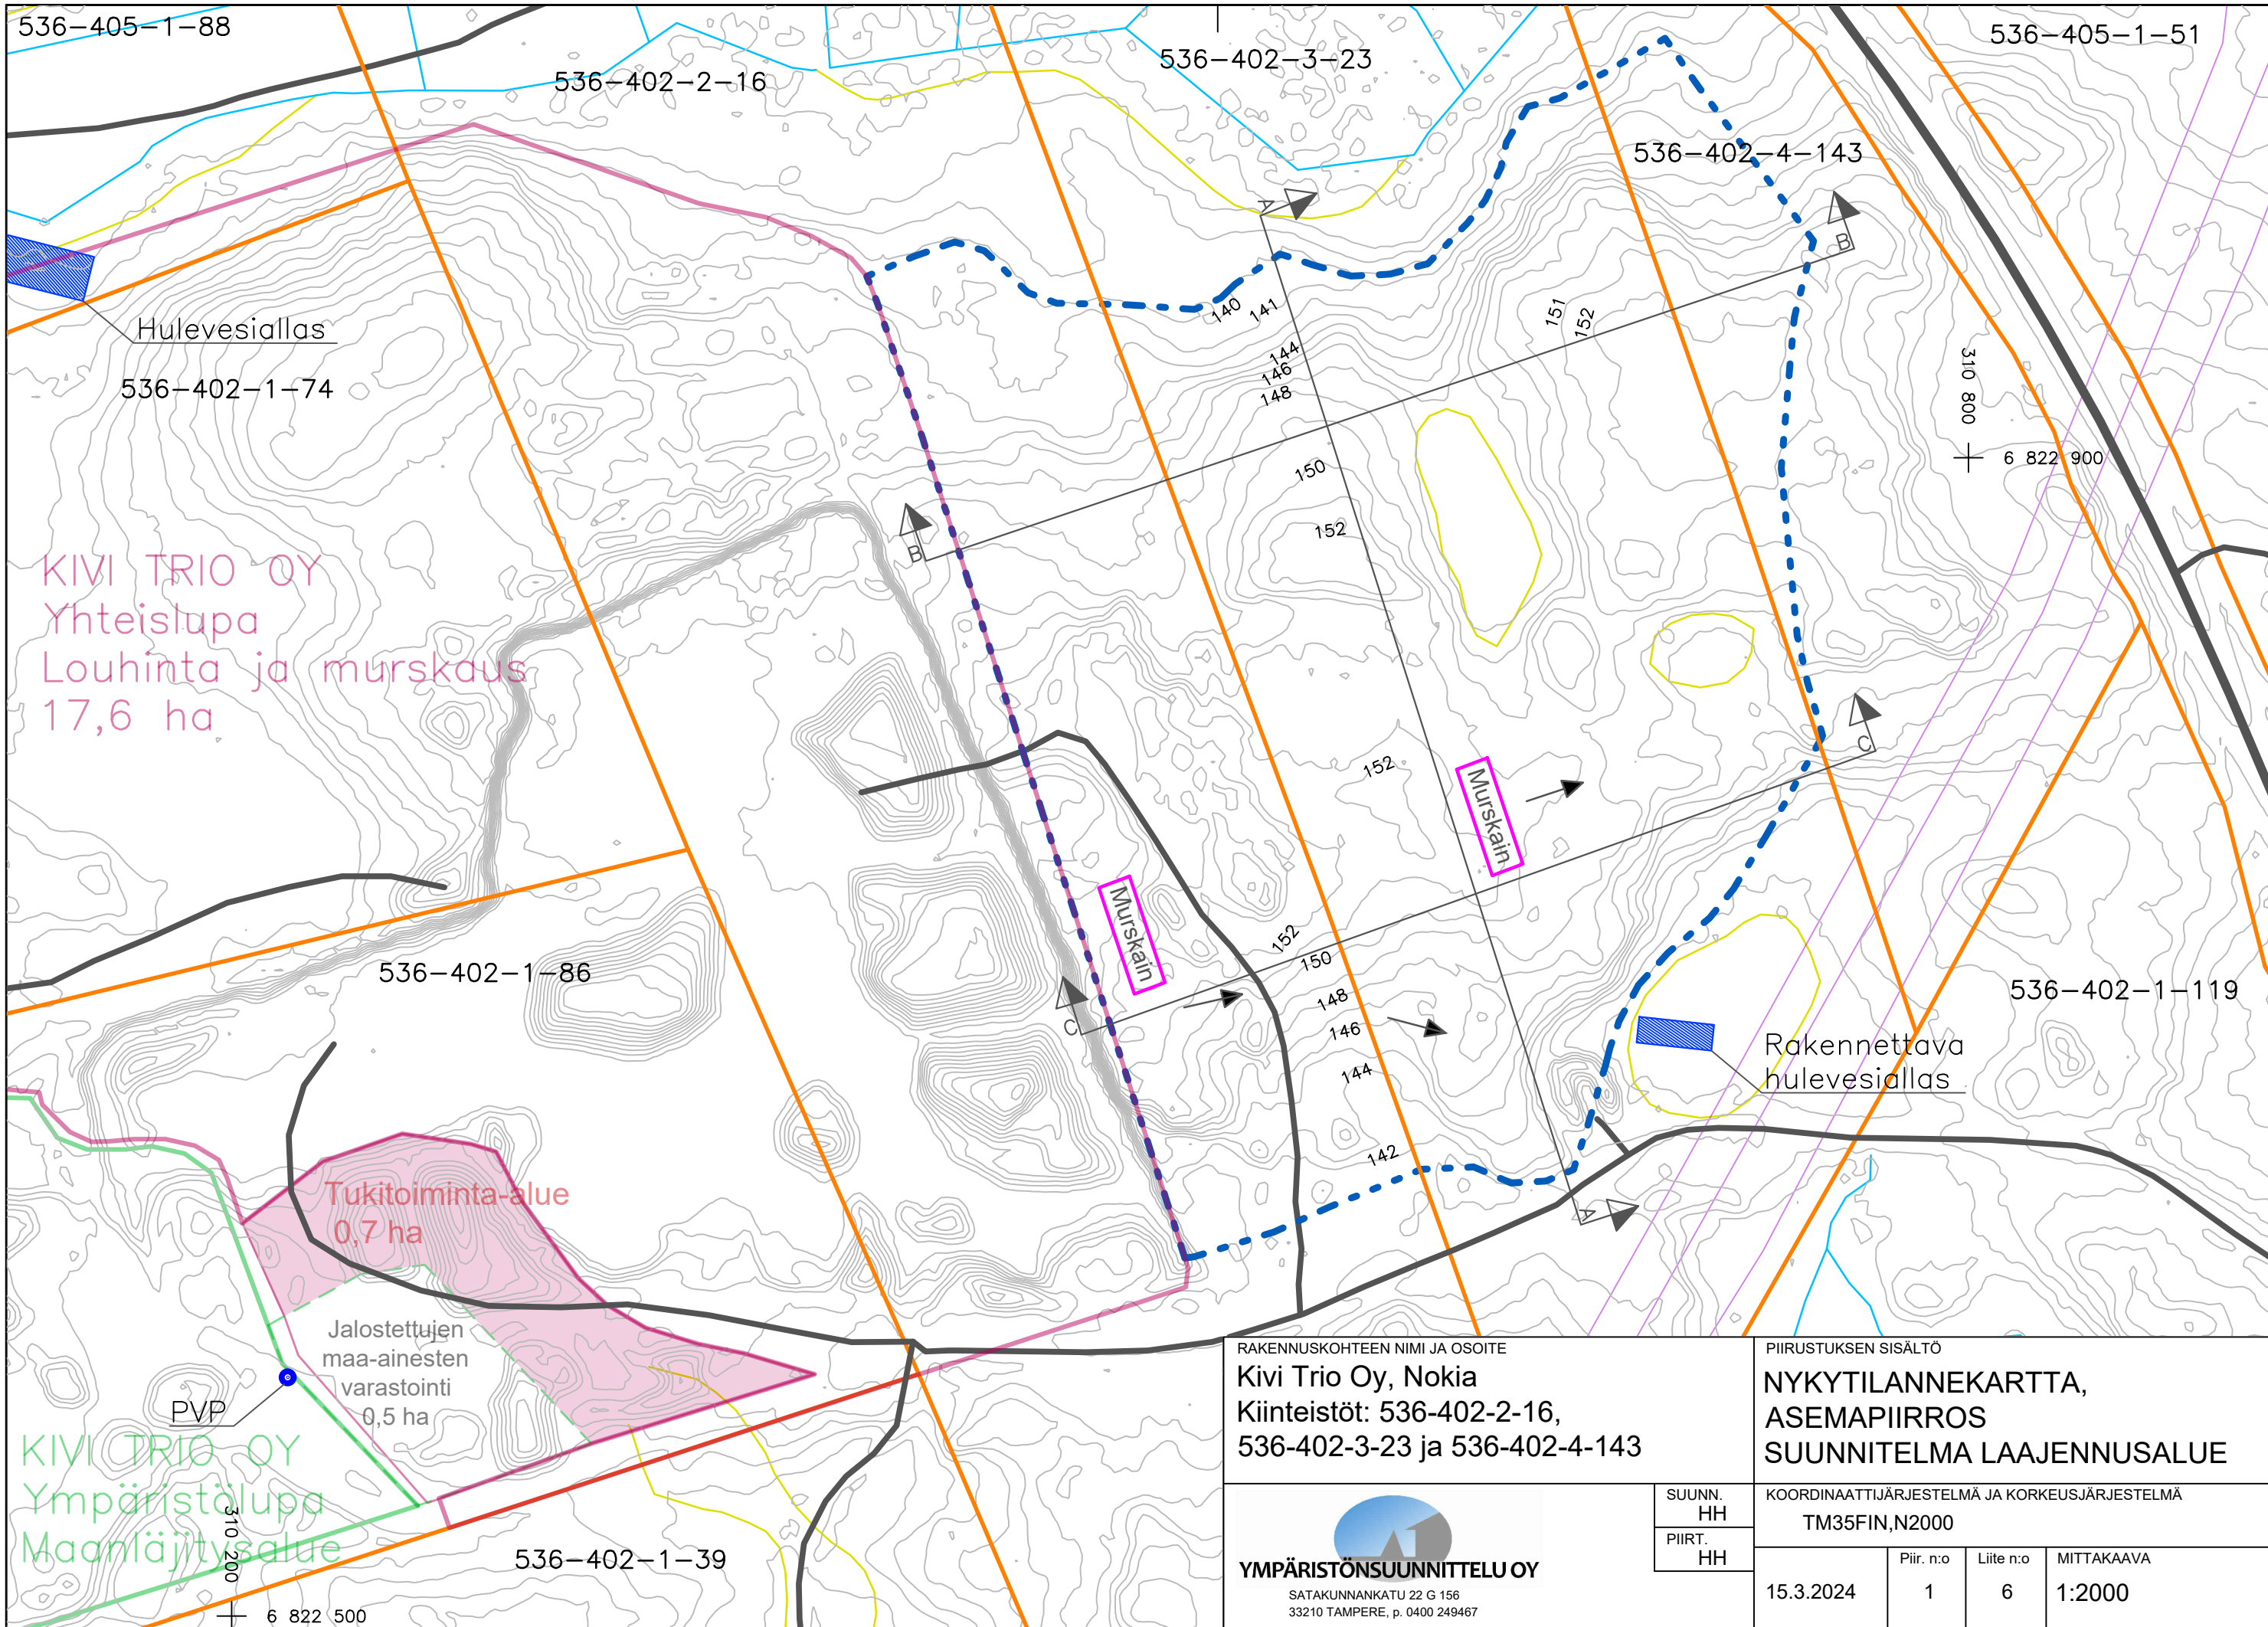 536-405-1-88
536-402-2-16
536-402-3-23
536-405-1-51
536-402-4-143
A
B
140
141
151
152
144
146
148
Hulevesiallas
536-402-1-74
310 800
6 822 900
150
152
B
KIVI TRIO OY
Yhteislupa
Louhinta ja murskaus
17,6 ha
152
Murskain
C
Murskain
152
150
148
146
144
142
C
536-402-1-86
536-402-1-119
Rakennettava
hulevesiallas
A
Tukitoiminta-alue
0,7 ha
Jalostettujen
maa-ainesten
varastointi
0,5 ha
PVP
KIVI TRIO OY
Ympäristölupa
Maanläjitysalue
310 200
6 822 500
536-402-1-39
RAKENNUSKOHTEEN NIMI JA OSOITE
Kivi Trio Oy, Nokia
Kiinteistöt: 536-402-2-16,
536-402-3-23 ja 536-402-4-143
PIIRUSTUKSEN SISÄLTÖ
NYKYTILANNEKARTTA,
ASEMAPIIRROS
SUUNNITELMA LAAJENNUSALUE
YMPÄRISTÖNSUUNNITTELU OY
SATAKUNNANKATU 22 G 156
33210 TAMPERE, p. 0400 249467
SUUNN.
HH
PIIRT.
HH
KOORDINAATTIJÄRJESTELMÄ JA KORKEUSJÄRJESTELMÄ
TM35FIN,N2000
15.3.2024
Piir. n:o
1
Liite n:o
6
MITTAKAAVA
1:2000